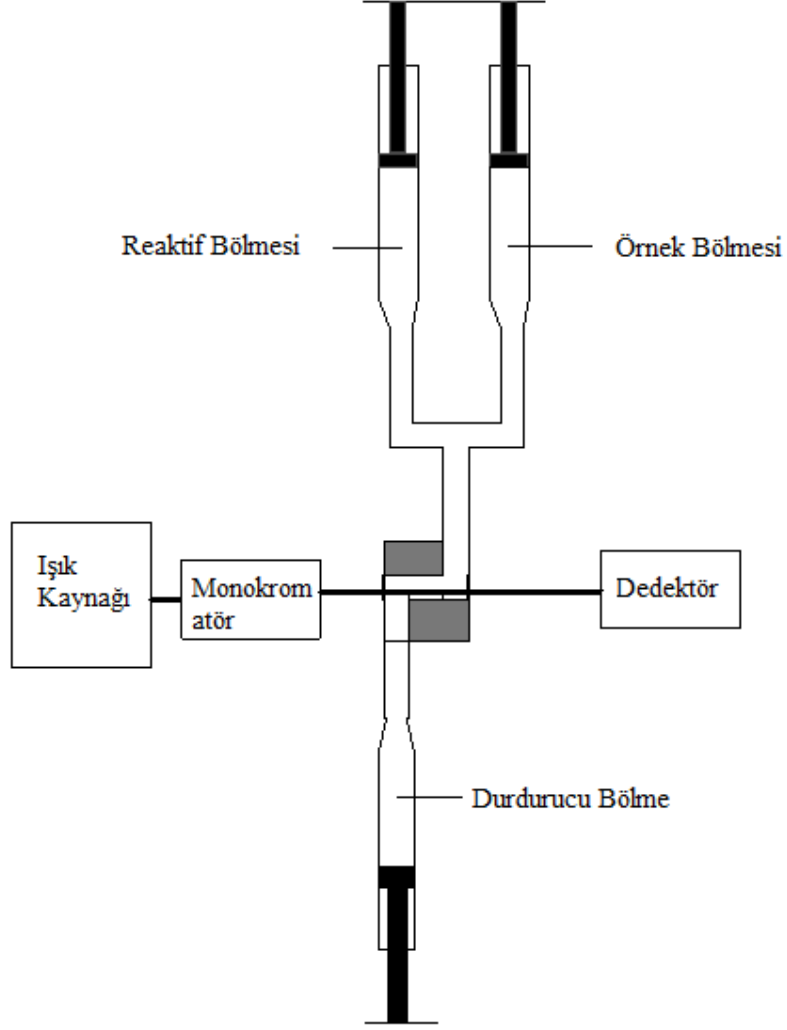 Reaktif Bölmesi
Örnek Bölmesi
Işık
Kaynağı
Monokrom
atör
Dedektör
Durdurucu Bölme